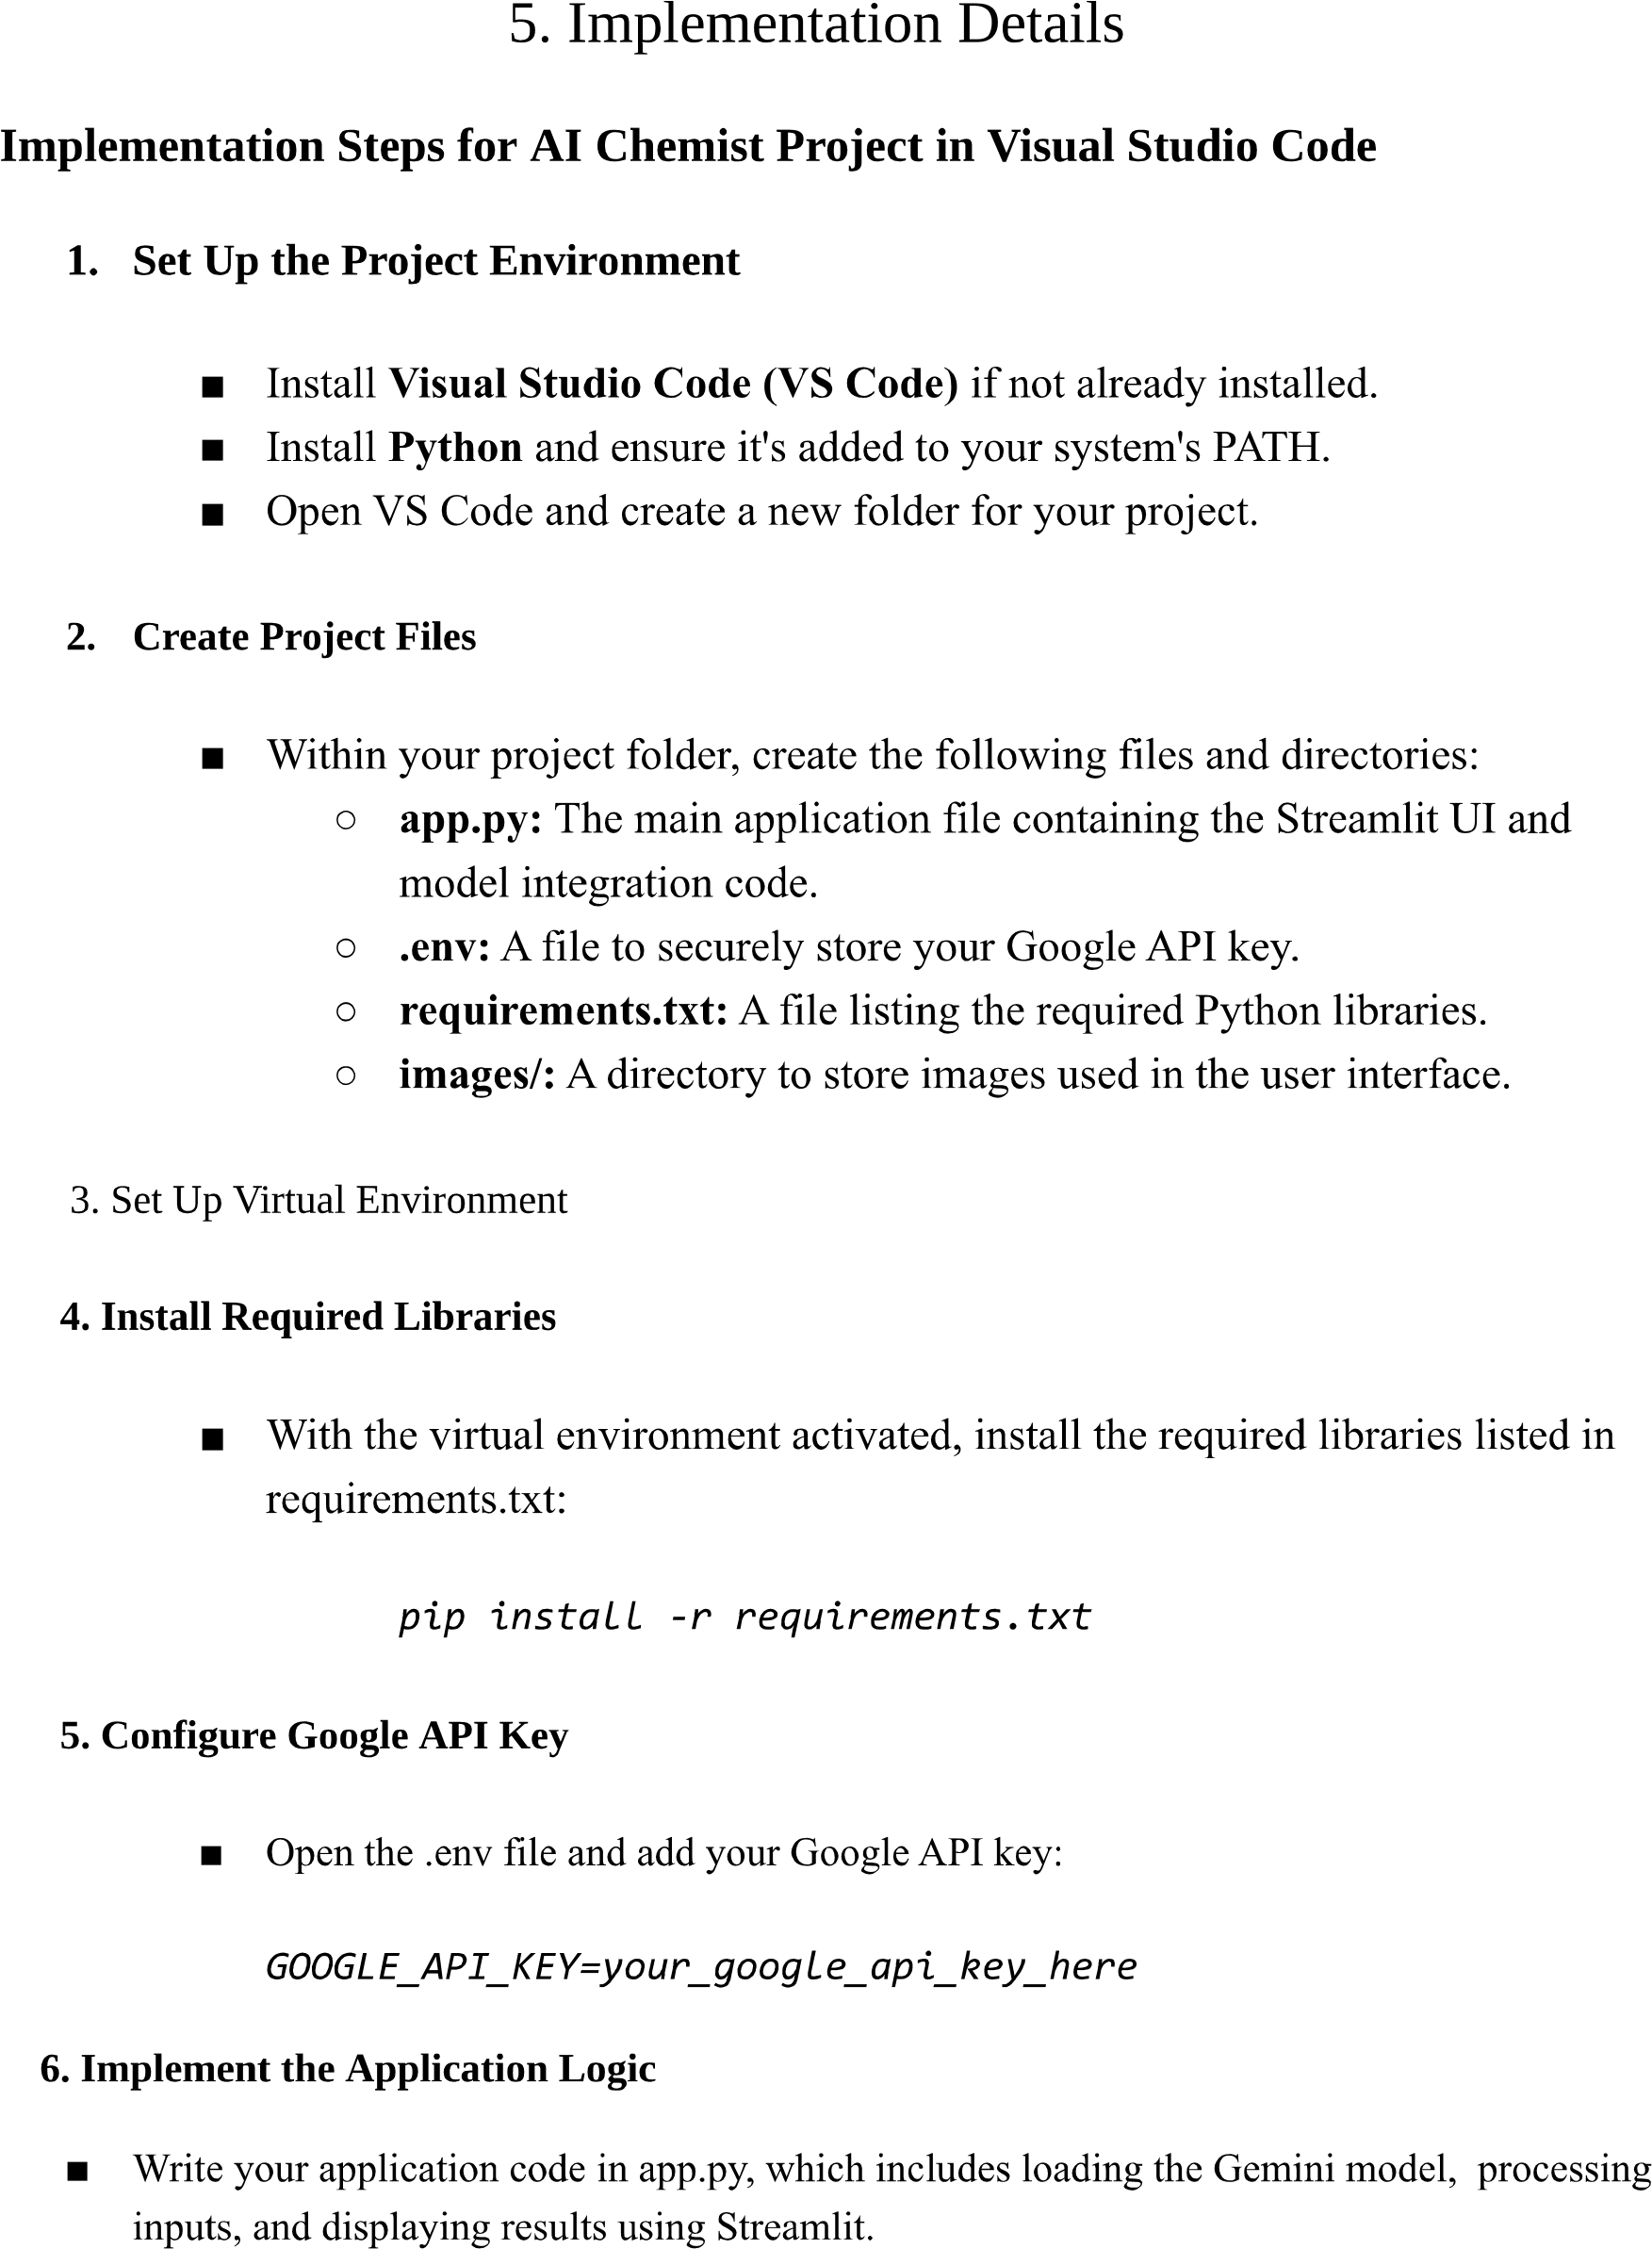 5. Implementation Details
Implementation Steps for AI Chemist Project in Visual Studio Code
1. Set Up the Project Environment
■ Install Visual Studio Code (VS Code) if not already installed.
■ Install Python and ensure it's added to your system's PATH.
■ Open VS Code and create a new folder for your project.
2. Create Project Files
■ Within your project folder, create the following files and directories:
○ app.py: The main application file containing the Streamlit UI and
model integration code.
○ .env: A file to securely store your Google API key.
○ requirements.txt: A file listing the required Python libraries.
○ images/: A directory to store images used in the user interface.
3. Set Up Virtual Environment
4. Install Required Libraries
■ With the virtual environment activated, install the required libraries listed in
requirements.txt:
pip install -r requirements.txt
5. Configure Google API Key
■ Open the .env file and add your Google API key:
GOOGLE_API_KEY=your_google_api_key_here
6. Implement the Application Logic
■ Write your application code in app.py, which includes loading the Gemini model,  processing
inputs, and displaying results using Streamlit.